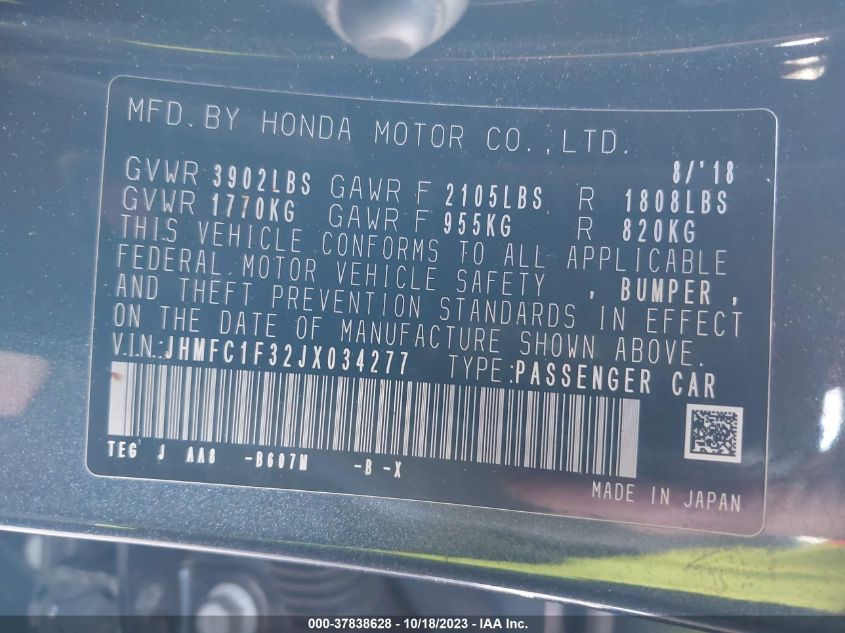 MFD. BY HONDA MOTOR CO., LTD.
8/'18
GVWR 3902LBS GAWR F 2105LBS R 1808LBS
GVWR 1770KG GAWR F 955KG R 820KG
THIS VEHICLE CONFORMS TO ALL APPLICABLE
FEDERAL MOTOR VEHICLE SAFETY , BUMPER ,
AND THEFT PREVENTION STANDARDS IN EFFECT
ON THE DATE OF MANUFACTURE SHOWN ABOVE.
V.I.N.:JHMFC1F32JX034277 TYPE:PASSENGER CAR
TEG J AA8 -B607M -B -X
MADE IN JAPAN
000-37838628 - 10/18/2023 - IAA Inc.